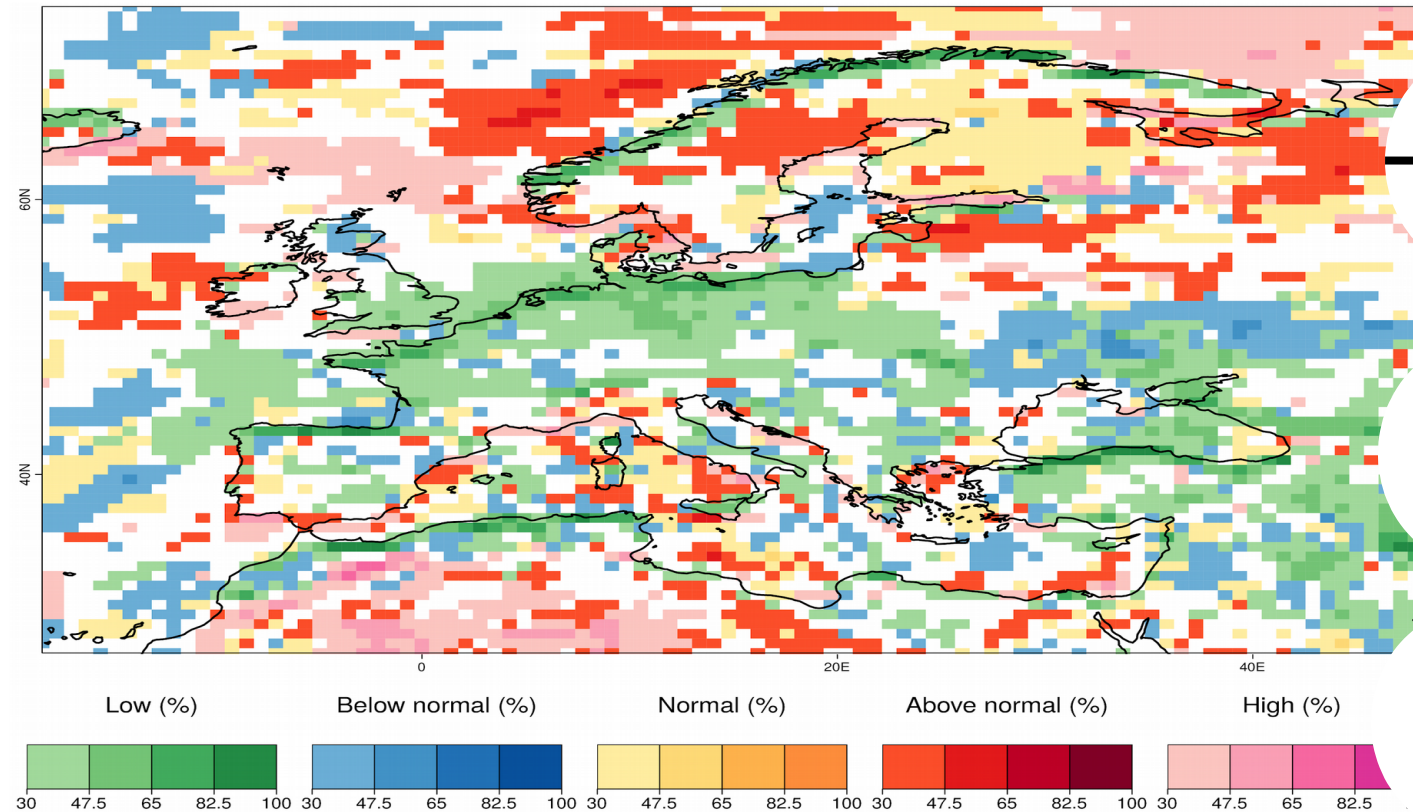 60N
40N
0 20E 40E
Low (%) Below normal (%) Normal (%) Above normal (%) High (%)
30 47.5 65 82.5 100 30 47.5 65 82.5 100 30 47.5 65 82.5 100 30 47.5 65 82.5 100 30 47.5 65 82.5